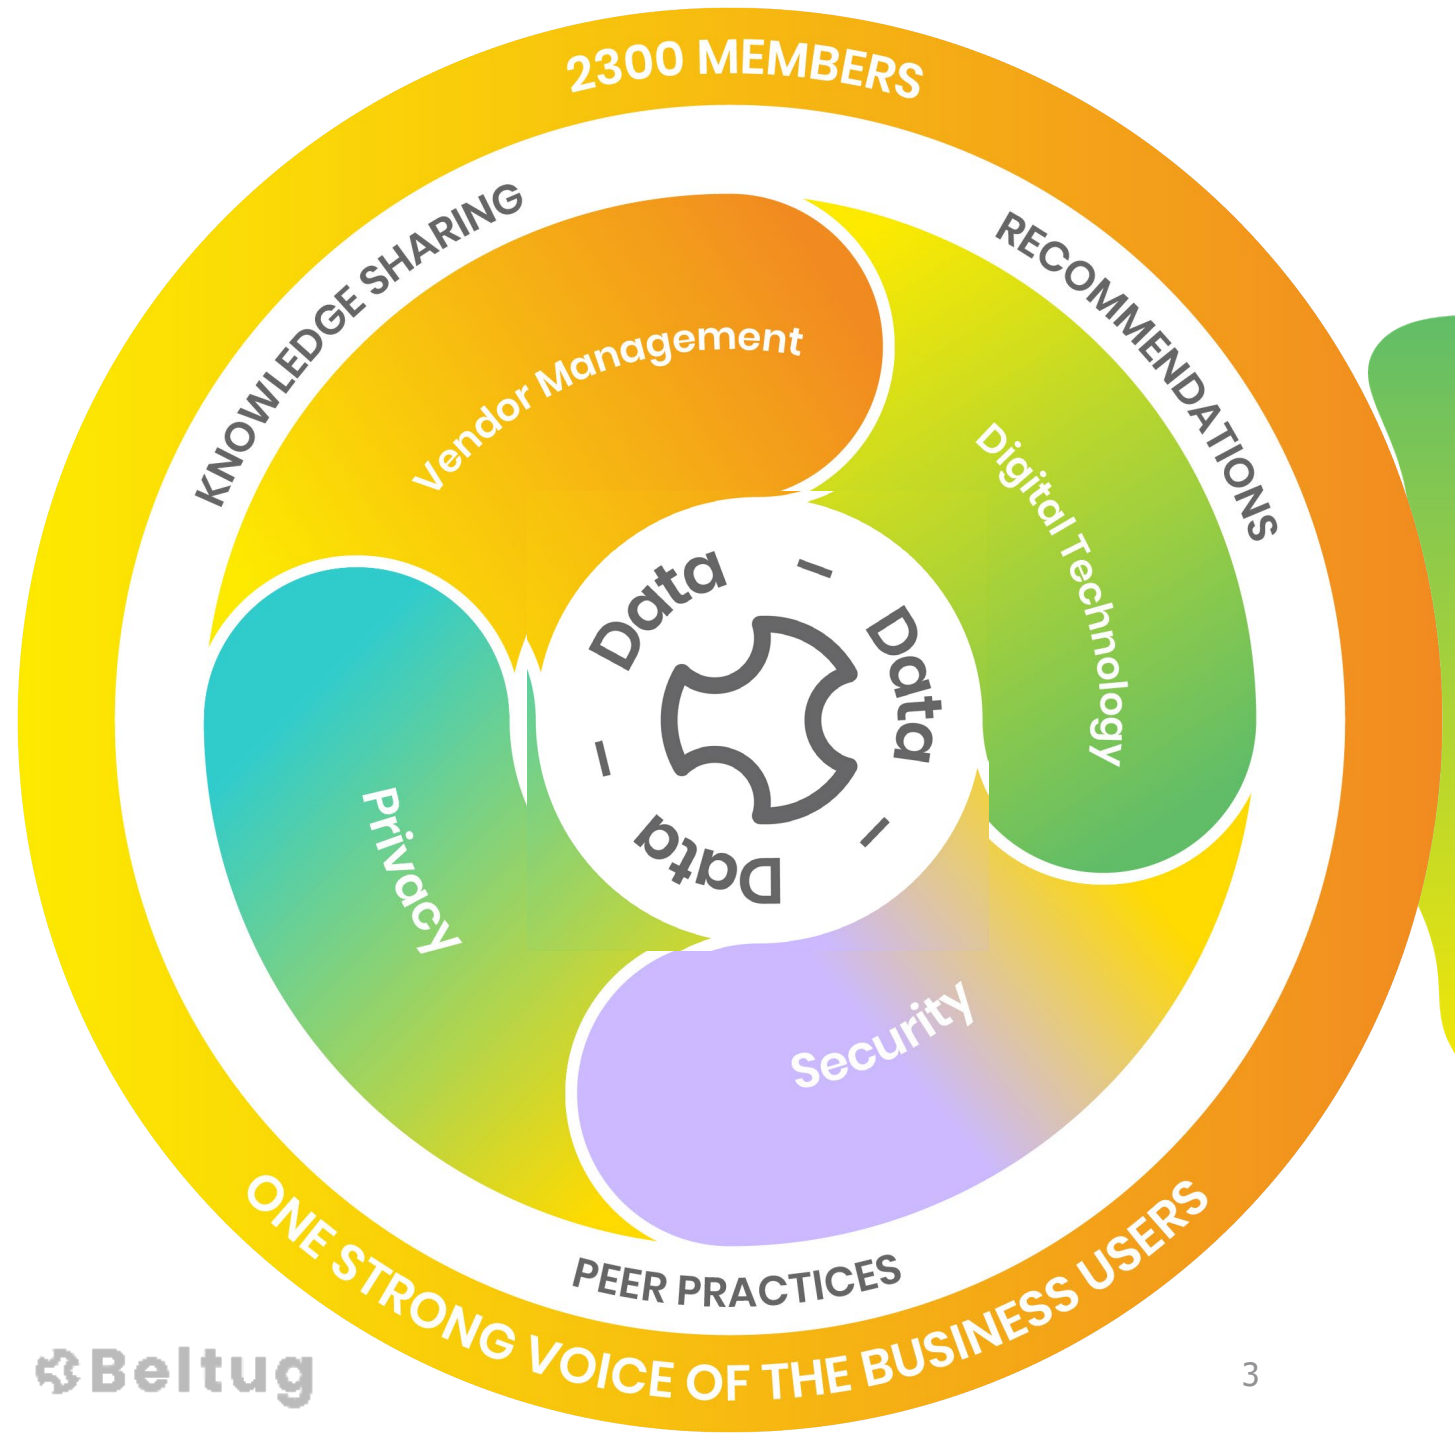 2300 MEMBERS
KNOWLEDGE SHARING
RECOMMENDATIONS
Vendor Management
Digital Technology
Data – Data – Data –
Privacy
Security
PEER PRACTICES
ONE STRONG VOICE OF THE BUSINESS USERS
Beltug
3